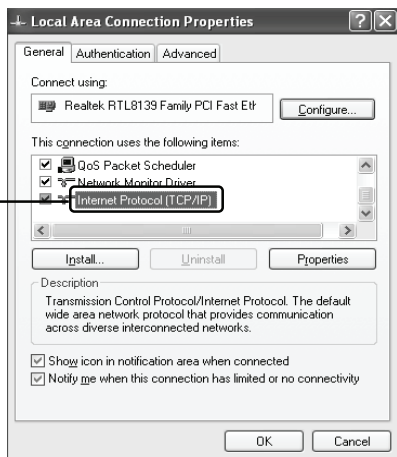 Local Area Connection Properties
General Authentication Advanced
Connect using:
Realtek RTL8139 Family PCI Fast Eth
Configure...
This connection uses the following items:
QoS Packet Scheduler
Network Monitor Driver
Internet Protocol (TCP/IP)
Install... Uninstall Properties
Description
Transmission Control Protocol/Internet Protocol. The default
wide area network protocol that provides communication
across diverse interconnected networks.
Show icon in notification area when connected
Notify me when this connection has limited or no connectivity
OK Cancel